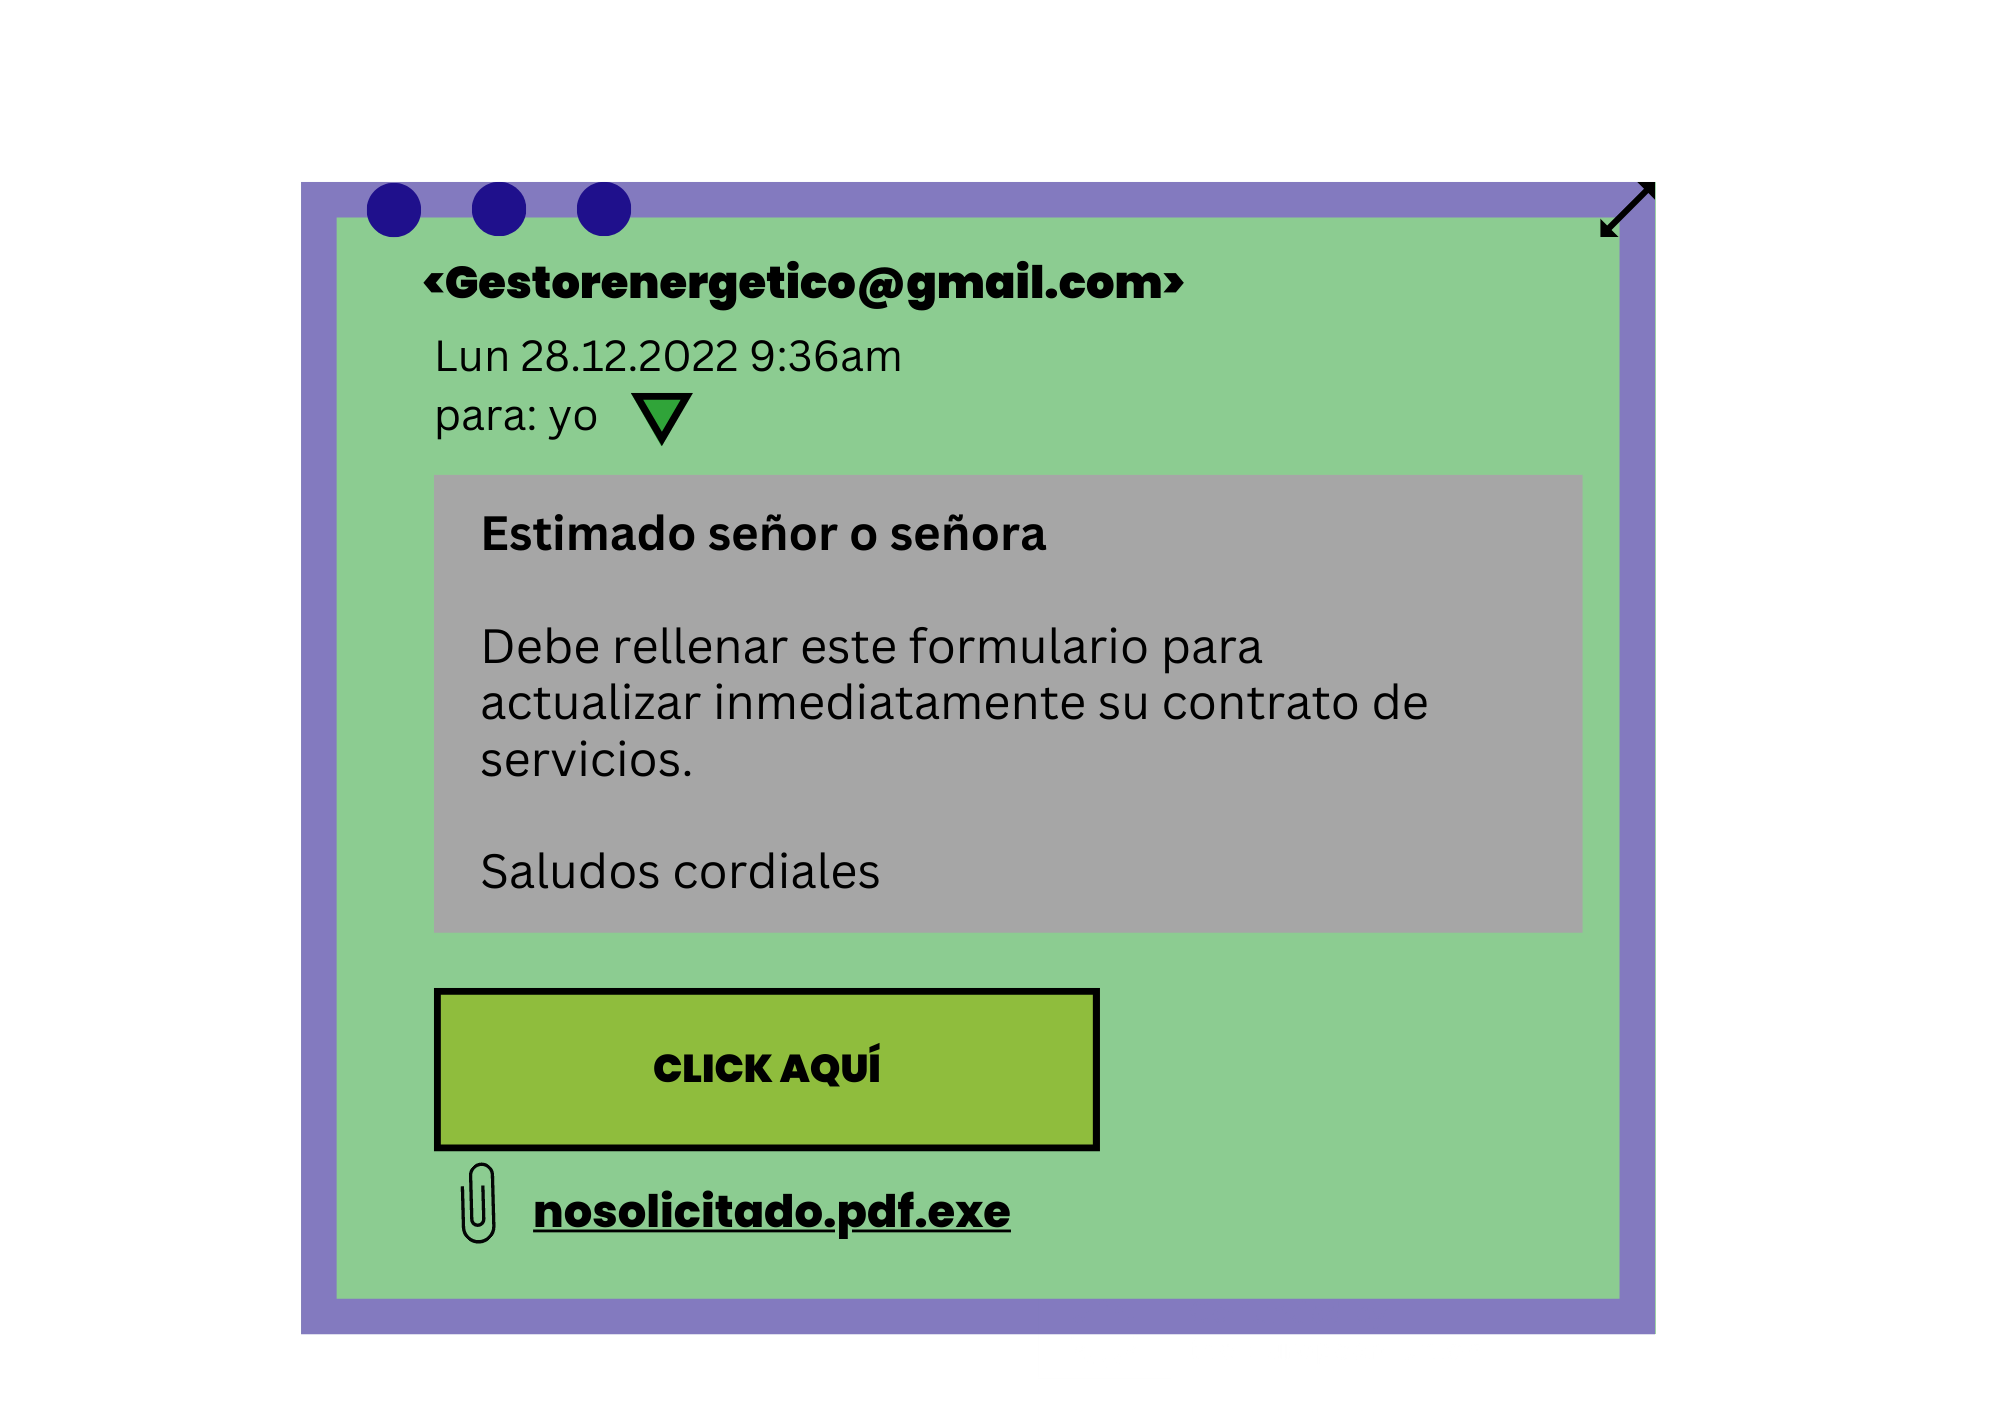 <Gestorenergetico@gmail.com>
Lun 28.12.2022 9:36am
para: yo
Estimado señor o señora
Debe rellenar este formulario para
actualizar inmediatamente su contrato de
servicios.
Saludos cordiales
CLICK AQUÍ
nosolicitado.pdf.exe